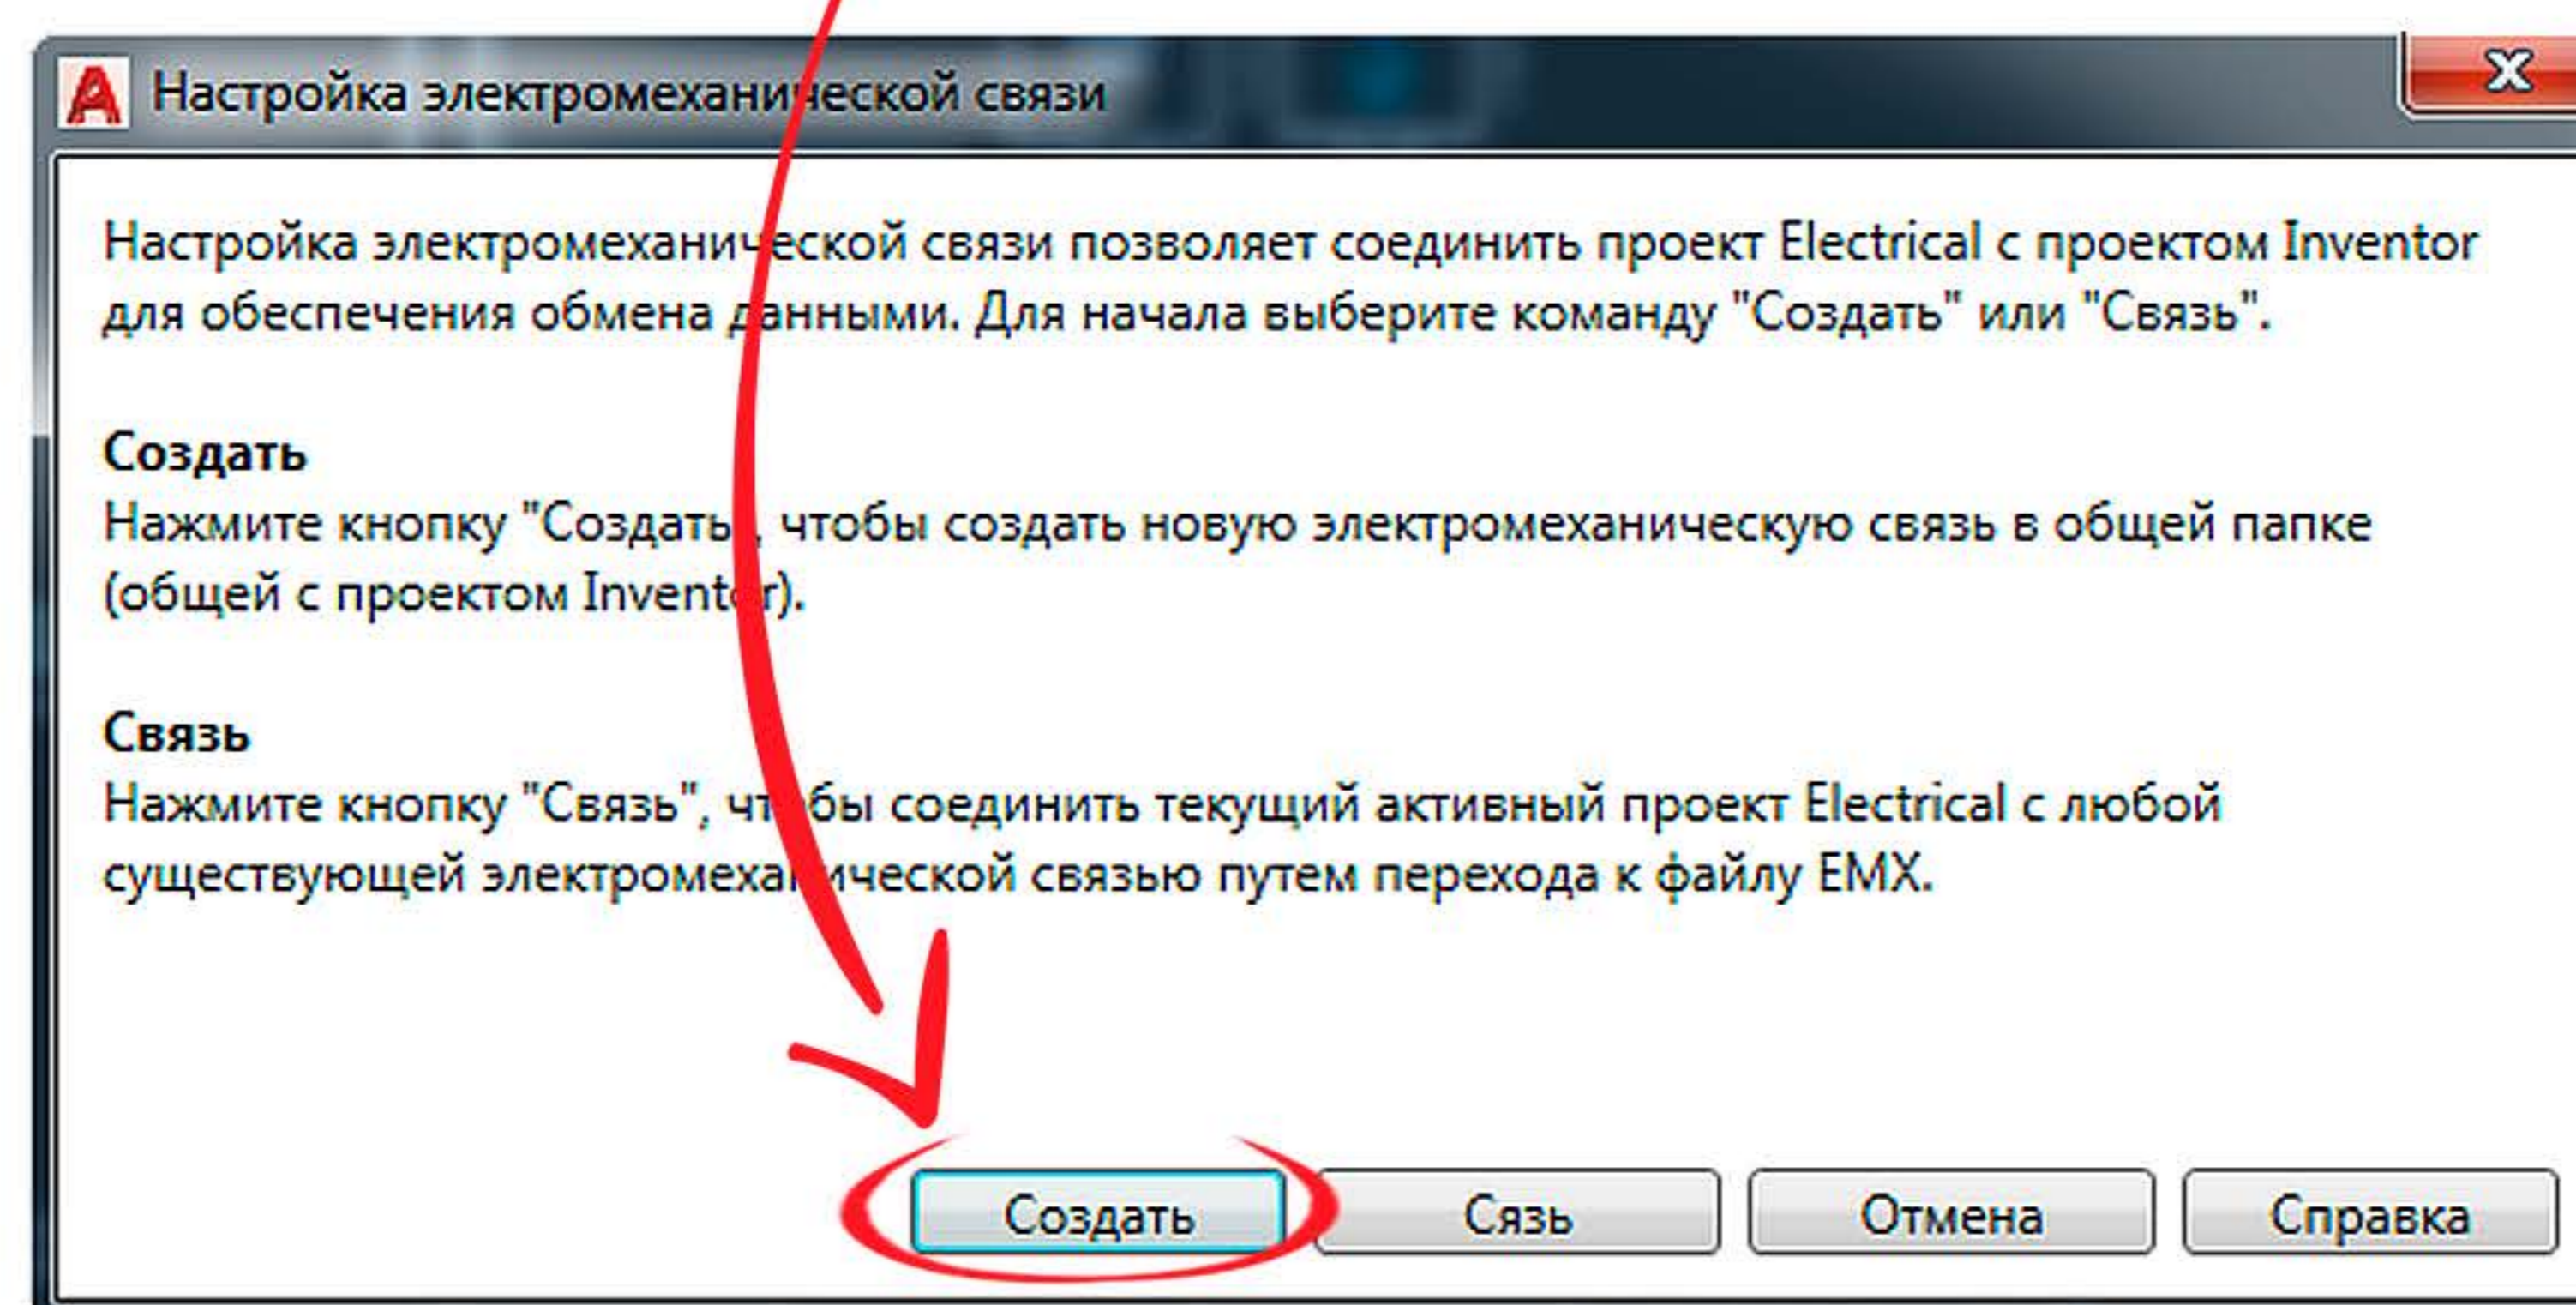 Настройка электромеханической связи
Настройка электромеханической связи позволяет соединить проект Electrical с проектом Inventor
для обеспечения обмена данными. Для начала выберите команду "Создать" или "Связь".
Создать
Нажмите кнопку "Создать", чтобы создать новую электромеханическую связь в общей папке
(общей с проектом Inventor).
Связь
Нажмите кнопку "Связь", чтобы соединить текущий активный проект Electrical с любой
существующей электромеханической связью путем перехода к файлу EMX.
Создать
Сязь
Отмена
Справка